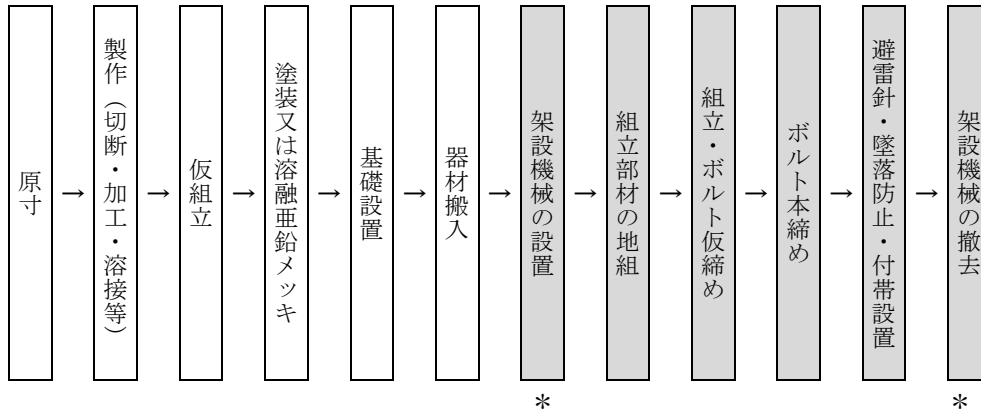 原寸
→
製作（切断・加工・溶接等）
→
仮組立
→
塗装又は溶融亜鉛メッキ
→
基礎設置
→
器材搬入
→
架設機械の設置
→
組立部材の地組
→
組立・ボルト仮締め
→
ボルト本締め
→
避雷針・墜落防止・付帯設置
→
架設機械の撤去
＊
＊